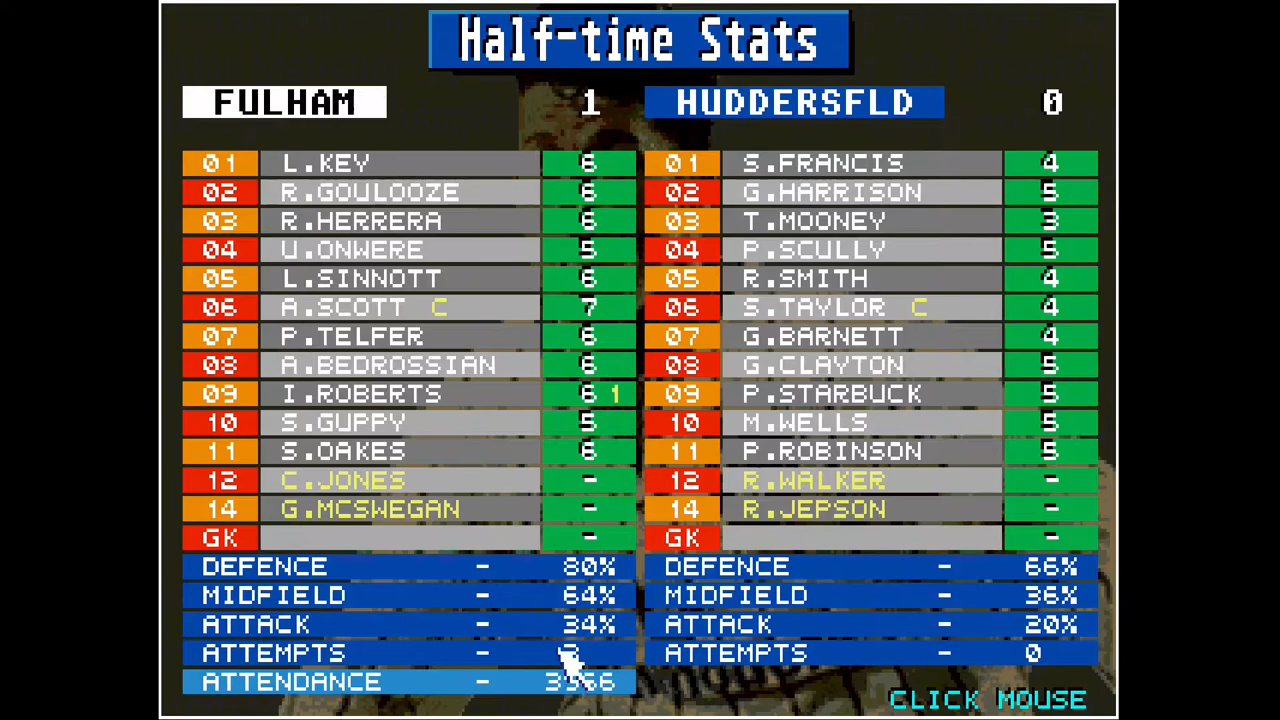 Half-time Stats
FULHAM 1 HUDDERSFLD 0
01 L.KEY 6 01 S.FRANCIS 4
02 R.GOULOOZE 6 02 G.HARRISON 5
03 R.HERRERA 6 03 T.MOONEY 3
04 U.ONWERE 5 04 P.SCULLY 5
05 L.SINNOTT 6 05 R.SMITH 4
06 A.SCOTT C 7 06 S.TAYLOR C 4
07 P.TELFER 6 07 G.BARNETT 4
08 A.BEDROSSIAN 6 08 G.CLAYTON 5
09 I.ROBERTS 6 1 09 P.STARBUCK 5
10 S.GUPPY 5 10 M.WELLS 5
11 S.OAKES 6 11 P.ROBINSON 5
12 C.JONES - 12 R.WALKER -
14 G.MCSWEGAN - 14 R.JEPSON -
GK - GK -
DEFENCE - 80% DEFENCE - 66%
MIDFIELD - 64% MIDFIELD - 36%
ATTACK - 34% ATTACK - 20%
ATTEMPTS - ATTEMPTS - 0
ATTENDANCE -
CLICK MOUSE